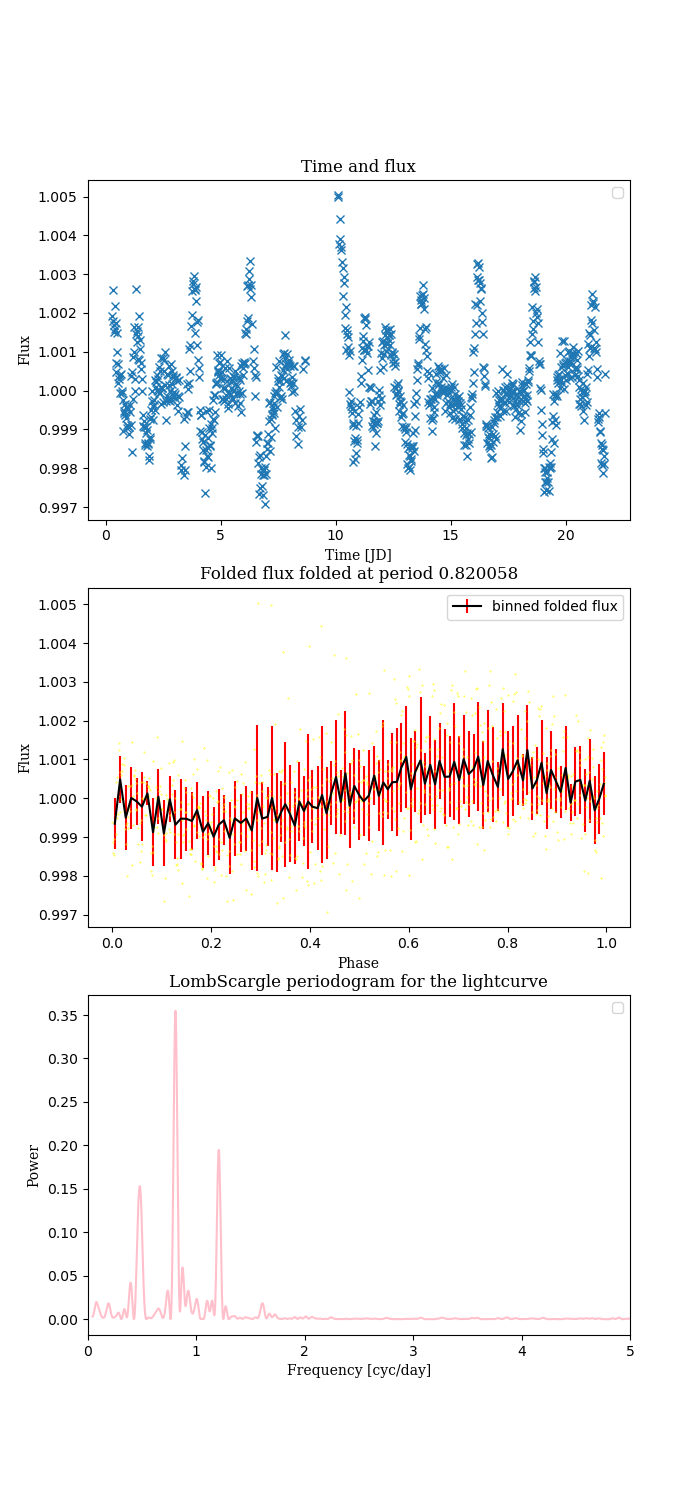 Time and flux
1.005
1.004
1.003
1.002
1.001
1.000
0.999
0.998
0.997
Flux
0 5 10 15 20
Time [JD]
Folded flux folded at period 0.820058
binned folded flux
1.005
1.004
1.003
1.002
1.001
1.000
0.999
0.998
0.997
Flux
0.0 0.2 0.4 0.6 0.8 1.0
Phase
LombScargle periodogram for the lightcurve
0.35
0.30
0.25
0.20
0.15
0.10
0.05
0.00
Power
0 1 2 3 4 5
Frequency [cyc/day]